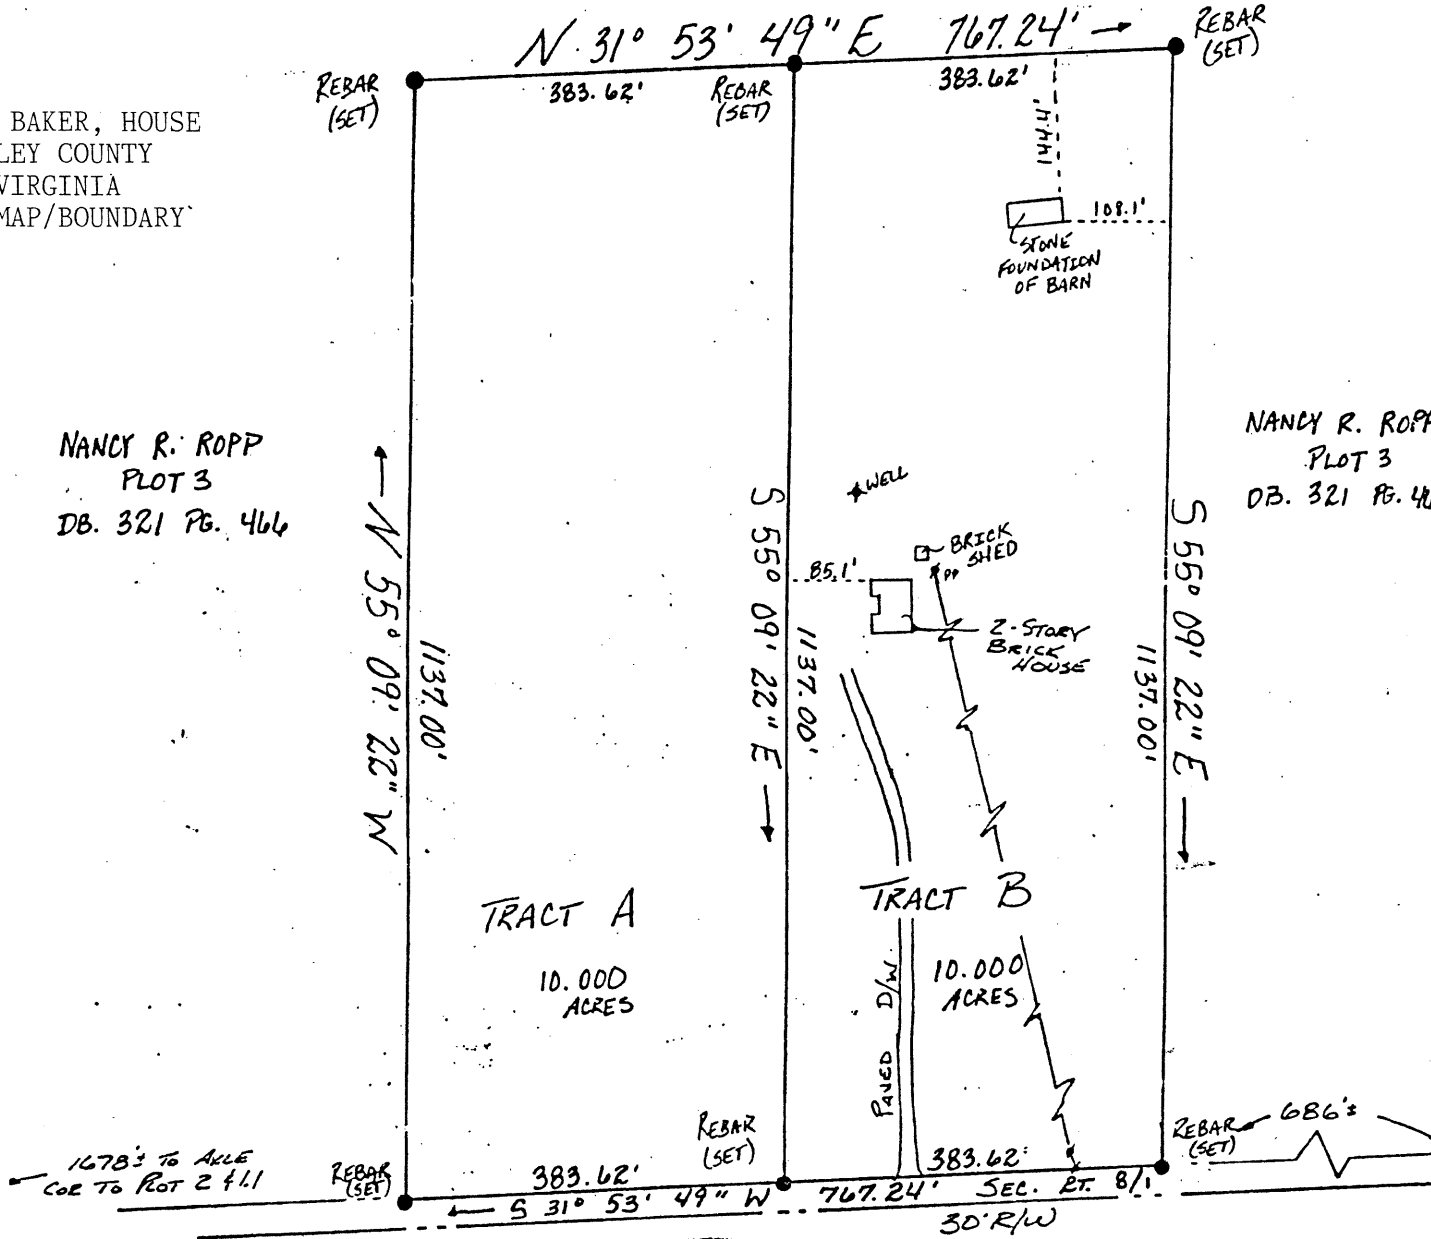 N 31° 53' 49" E 767.24'
REBAR
(SET)
REBAR
(SET)
383.62'
REBAR
(SET)
383.62'
BAKER, HOUSE
LEY COUNTY
VIRGINIA
MAP/BOUNDARY
144.4'
108.1'
STONE
FOUNDATION
OF BARN
NANCY R. ROPP
PLOT 3
DB. 321 PG. 466
NANCY R. ROPP
PLOT 3
DB. 321 PG.
WELL
BRICK
SHED
PP
85.1'
2-STORY
BRICK
HOUSE
N 55° 09' 22" W
1137.00'
S 55° 09' 22" E
1137.00'
S 55° 09' 22" E
1137.00'
TRACT A
10.000
ACRES
TRACT B
10.000
ACRES
PAVED D/W
1678'± TO
COR TO PLOT 2
REBAR
(SET)
383.62'
REBAR
(SET)
383.62'
REBAR
(SET)
686'±
S 31° 53' 49" W 767.24' SEC. RT. 8/1
30' R/W